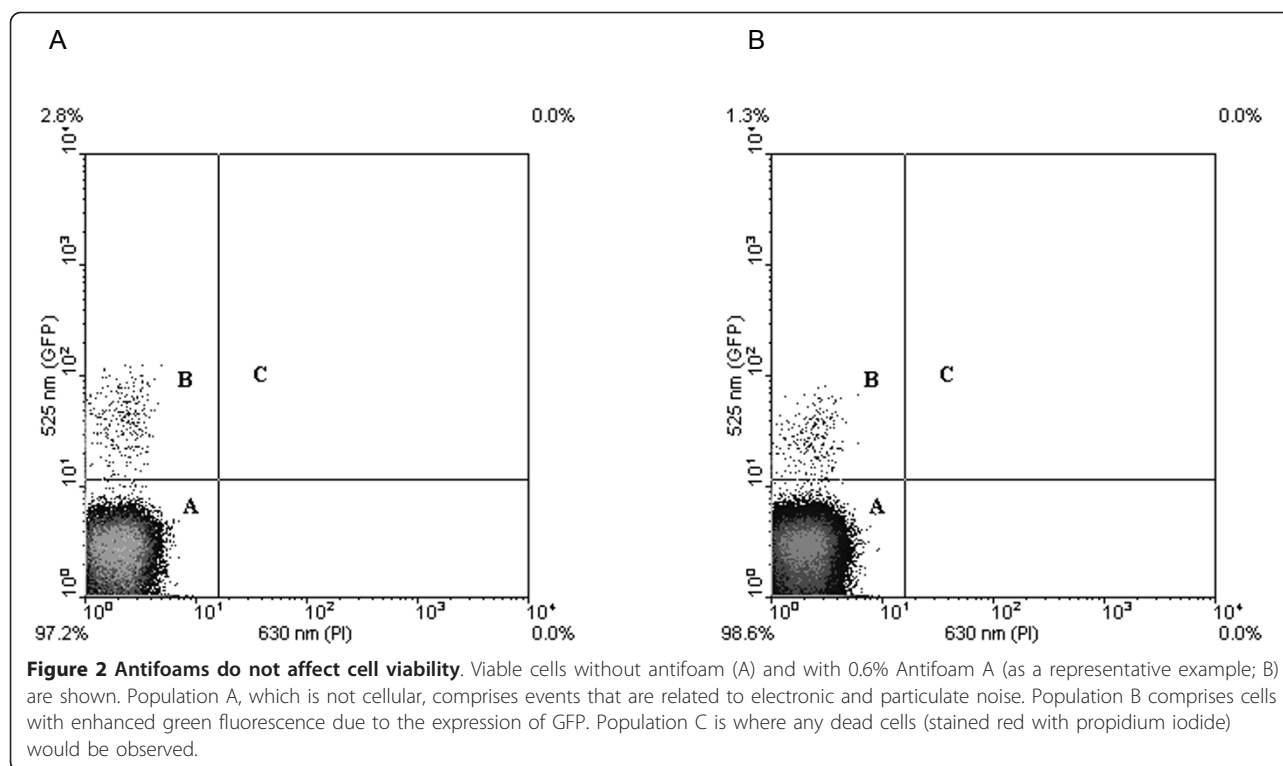 A
B
2.8%
0.0%
10⁴
10³
10²
10¹
10⁰
525 nm (GFP)
B
C
A
10⁰
10¹
10²
10³
10⁴
97.2%
630 nm (PI)
0.0%
1.3%
0.0%
10⁴
10³
10²
10¹
10⁰
525 nm (GFP)
B
C
A
10⁰
10¹
10²
10³
10⁴
98.6%
630 nm (PI)
0.0%
Figure 2 Antifoams do not affect cell viability. Viable cells without antifoam (A) and with 0.6% Antifoam A (as a representative example; B)
are shown. Population A, which is not cellular, comprises events that are related to electronic and particulate noise. Population B comprises cells
with enhanced green fluorescence due to the expression of GFP. Population C is where any dead cells (stained red with propidium iodide)
would be observed.